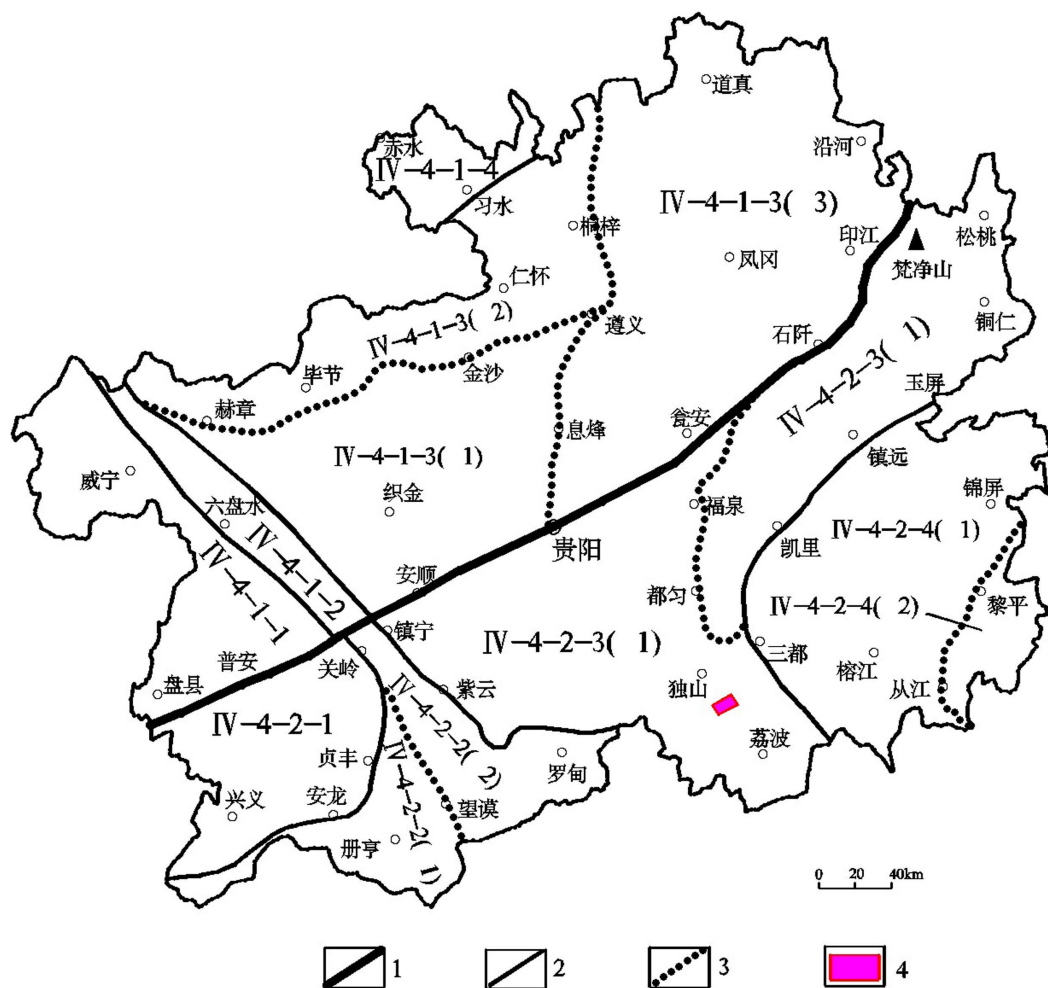 道真
赤水
沿河
IV-4-1-4
习水
IV-4-1-3( 3)
松桃
桐梓
印江
梵净山
凤冈
仁怀
铜仁
IV-4-1-3( 2)
遵义
石阡
IV-4-2-3( 1)
金沙
毕节
玉屏
赫章
息烽
瓮安
镇远
IV-4-1-3( 1)
威宁
织金
锦屏
六盘水
福泉
IV-4-2-4( 1)
贵阳
凯里
IV-4-1-2
IV-4-1-1
安顺
都匀
IV-4-2-4( 2)
黎平
镇宁
IV-4-2-3( 1)
三都
普安
关岭
榕江
盘县
紫云
独山
从江
IV-4-2-1
IV-4-2-2( 2)
荔波
贞丰
罗甸
IV-4-2-2( 1)
兴义
安龙
望谟
册亨
0 20 40km
1
2
3
4